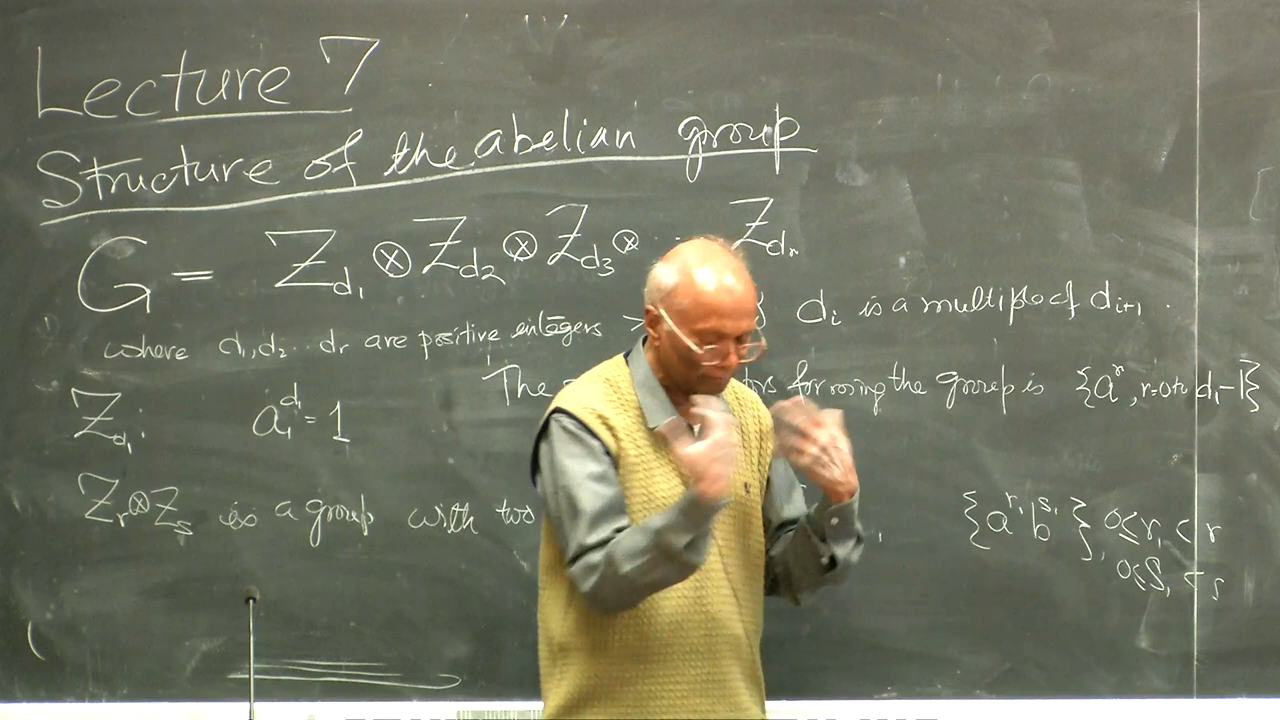 Lecture 7
Structure of the abelian group
G = Z_{d_1} ⊗ Z_{d_2} ⊗ Z_{d_3} ⊗ ... Z_{d_r}
where d_1, d_2 .. d_r are positive integers > d_i is a multiple of d_{i+1} .
The for the group is {a^r, r=0 to d_1-1}
Z_{d_1}: a_1^{d_1} = 1
Z_r ⊗ Z_s is a group with two {a^{r_1} b^{s_1}}, 0≤r_1 < r
0≤s_1 < s